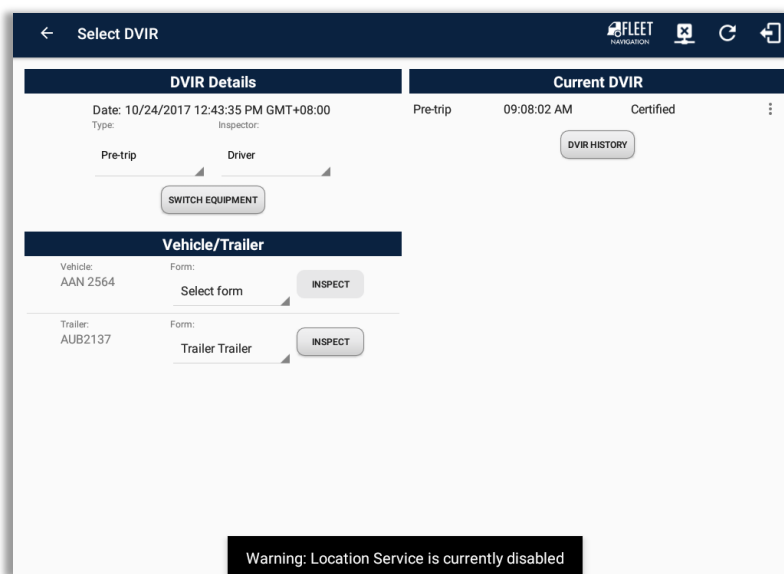 Select DVIR
FLEET
NAVIGATION
DVIR Details
Date: 10/24/2017 12:43:35 PM GMT+08:00
Type: Inspector:
Pre-trip Driver
SWITCH EQUIPMENT
Vehicle/Trailer
Vehicle: Form:
AAN 2564 Select form INSPECT
Trailer: Form:
AUB2137 Trailer Trailer INSPECT
Current DVIR
Pre-trip 09:08:02 AM Certified
DVIR HISTORY
Warning: Location Service is currently disabled